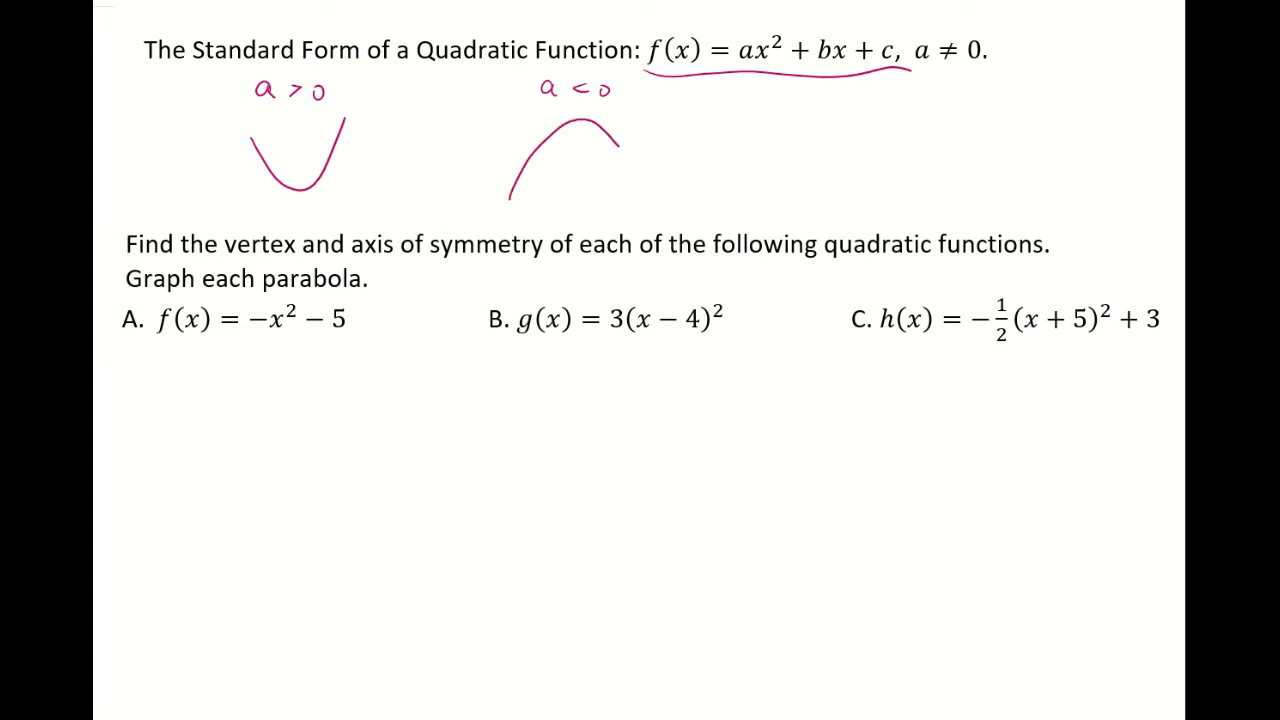 The Standard Form of a Quadratic Function: f(x) = ax² + bx + c, a ≠ 0.
a > 0 a < 0
Find the vertex and axis of symmetry of each of the following quadratic functions.
Graph each parabola.
A. f(x) = −x² − 5 B. g(x) = 3(x − 4)² C. h(x) = −½(x + 5)² + 3